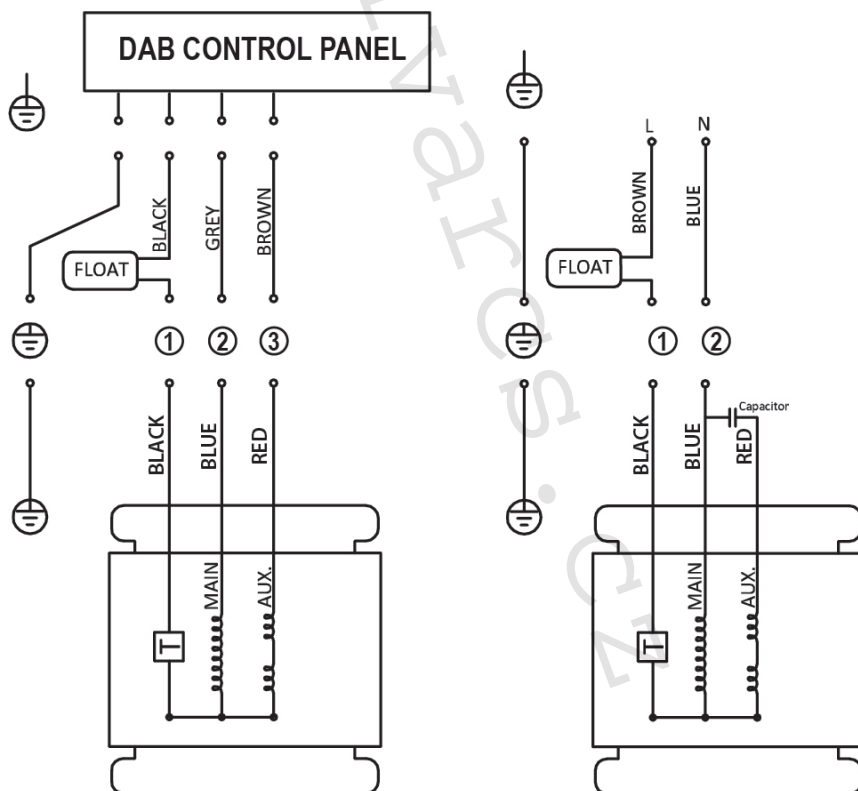 DAB CONTROL PANEL
BLACK
GREY
BROWN
FLOAT
1 2 3
BLACK
BLUE
RED
MAIN
AUX.
T
L N
BROWN
BLUE
FLOAT
1 2
Capacitor
BLACK
BLUE
RED
MAIN
AUX.
T